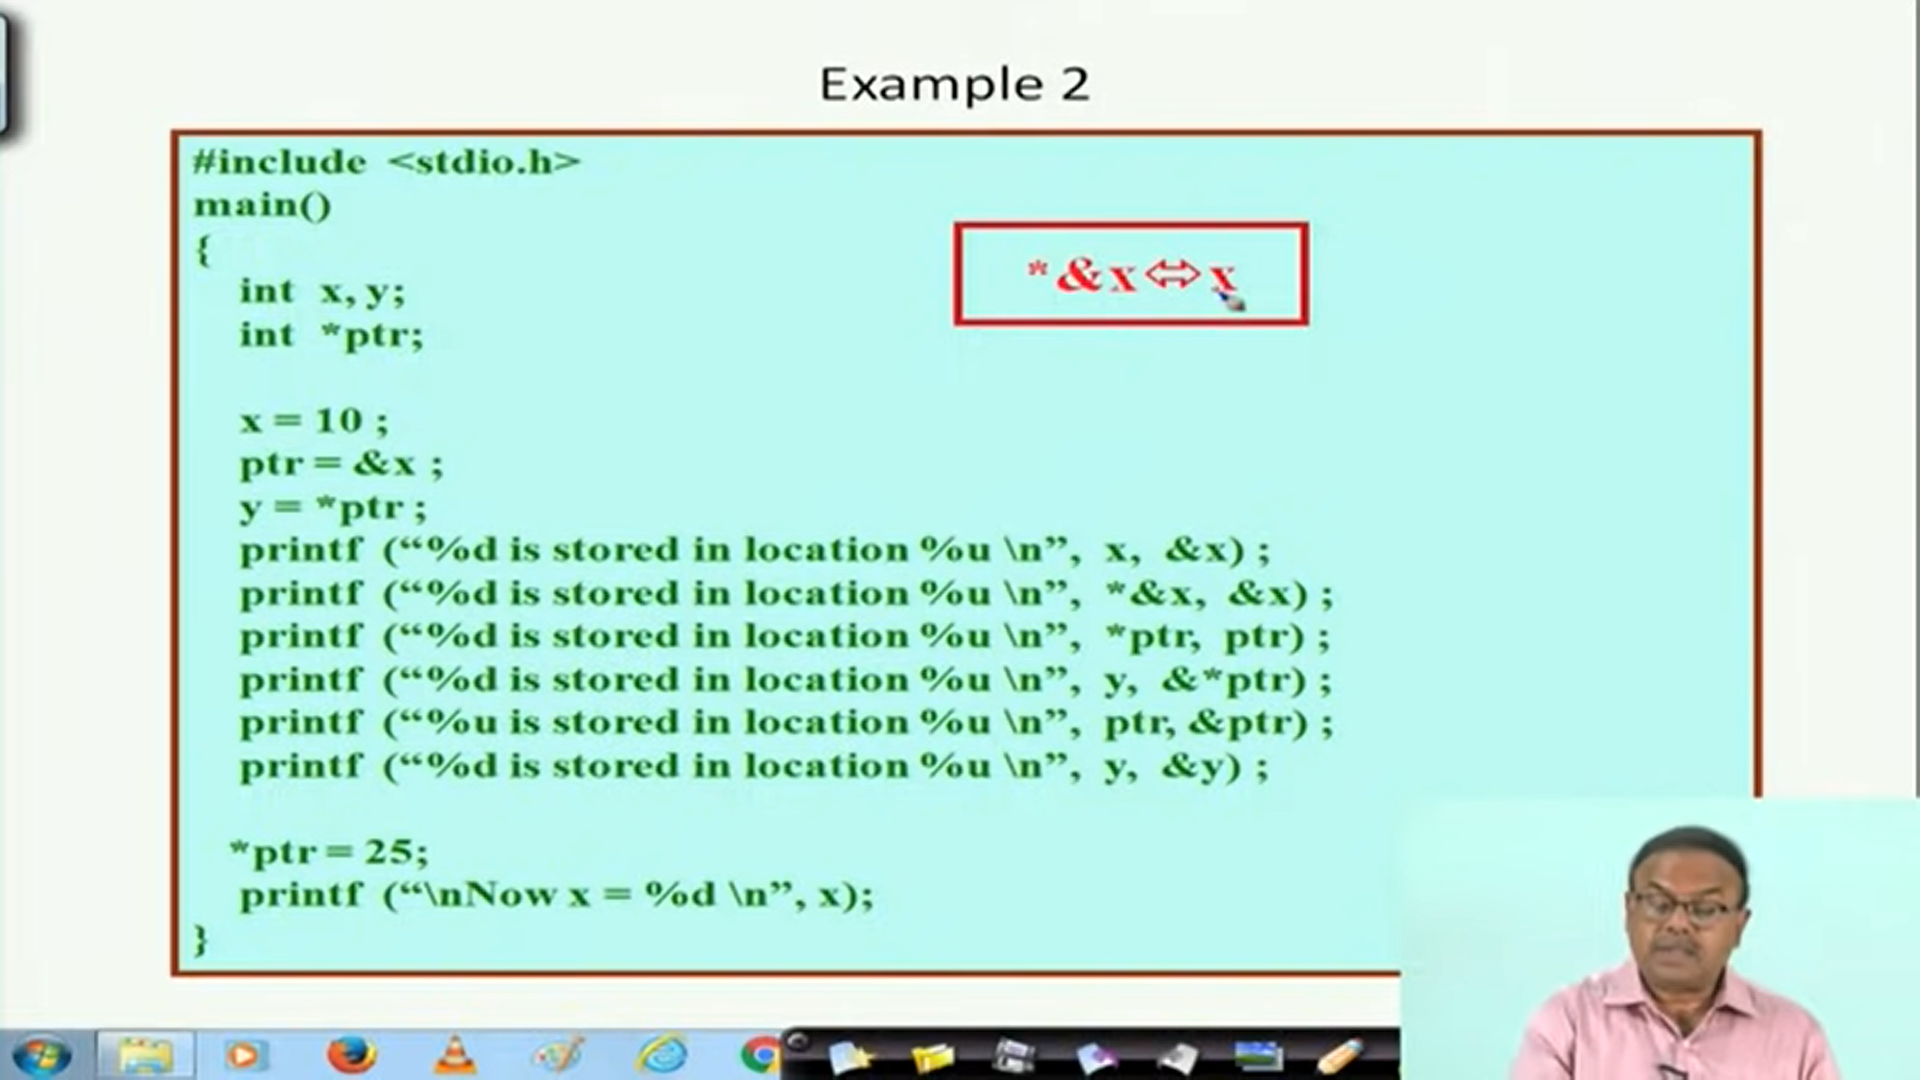 Example 2
#include <stdio.h>
main()
{
*&x⇔x
int x, y;
int *ptr;
x = 10 ;
ptr = &x ;
y = *ptr ;
printf (“%d is stored in location %u \n”, x, &x) ;
printf (“%d is stored in location %u \n”, *&x, &x) ;
printf (“%d is stored in location %u \n”, *ptr, ptr) ;
printf (“%d is stored in location %u \n”, y, &*ptr) ;
printf (“%u is stored in location %u \n”, ptr, &ptr) ;
printf (“%d is stored in location %u \n”, y, &y) ;
*ptr = 25;
printf (“\nNow x = %d \n”, x);
}